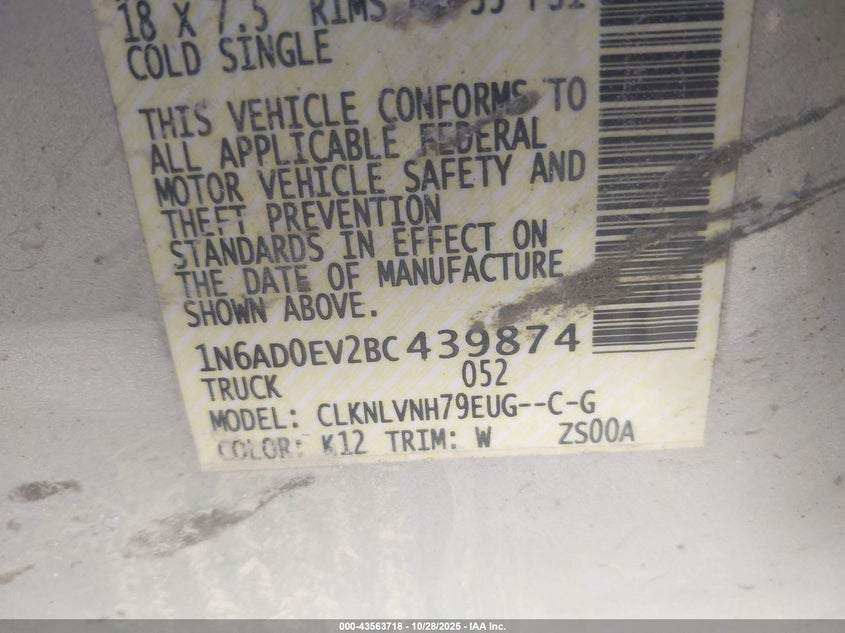 18 X 7.5 RIMS
COLD SINGLE
THIS VEHICLE CONFORMS TO
ALL APPLICABLE FEDERAL
MOTOR VEHICLE SAFETY AND
THEFT PREVENTION
STANDARDS IN EFFECT ON
THE DATE OF MANUFACTURE
SHOWN ABOVE.
1N6AD0EV2BC439874
TRUCK 052
MODEL: CLKNLVNH79EUG--C-G
COLOR: K12 TRIM: W ZS00A
000-43563718 - 10/28/2025 - IAA Inc.